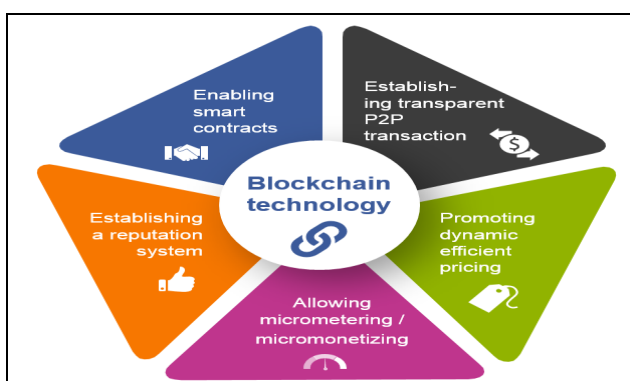 Enabling
smart
contracts
Establish-
ing transparent
P2P
transaction
Blockchain
technology
Establishing
a reputation
system
Promoting
dynamic
efficient
pricing
Allowing
micrometering /
micromonetizing